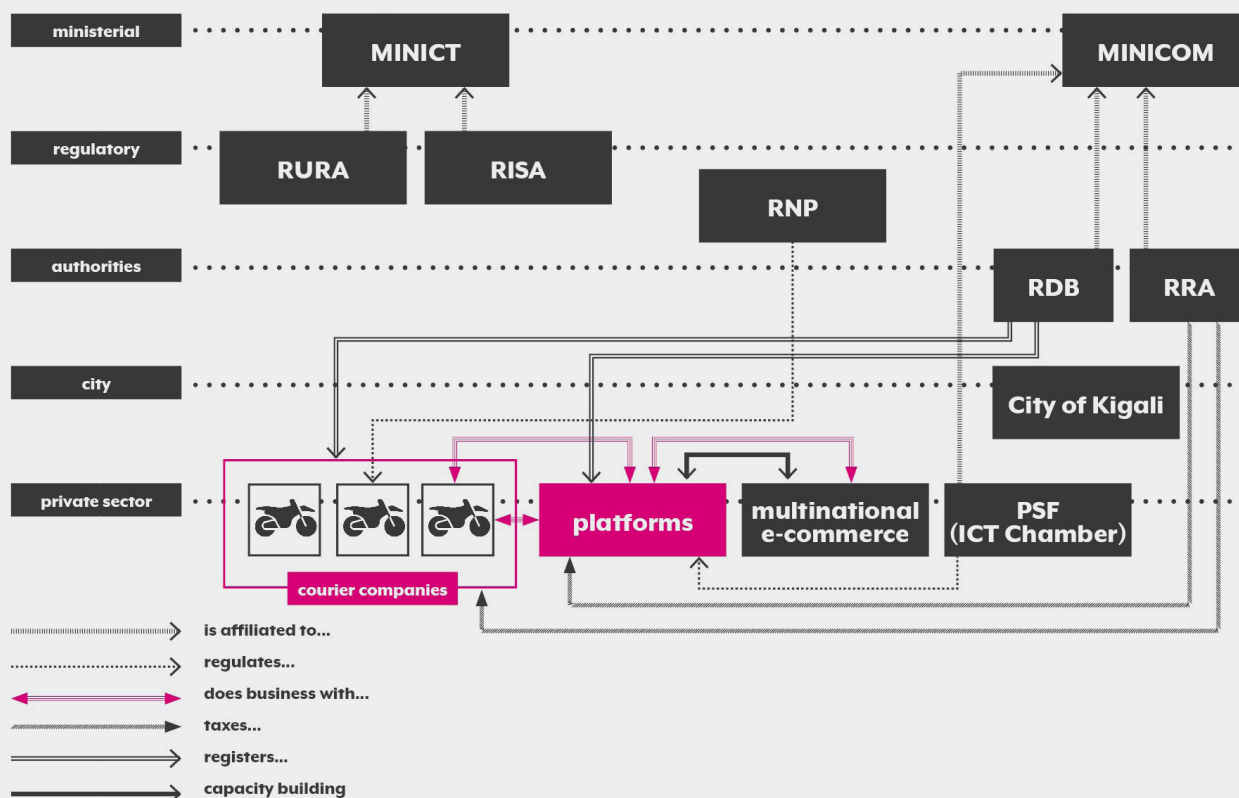 ministerial
MINICT
MINICOM
regulatory
RURA
RISA
RNP
authorities
RDB
RRA
city
City of Kigali
private sector
platforms
multinational
e-commerce
PSF
(ICT Chamber)
courier companies
is affiliated to...
regulates...
does business with...
taxes...
registers...
capacity building